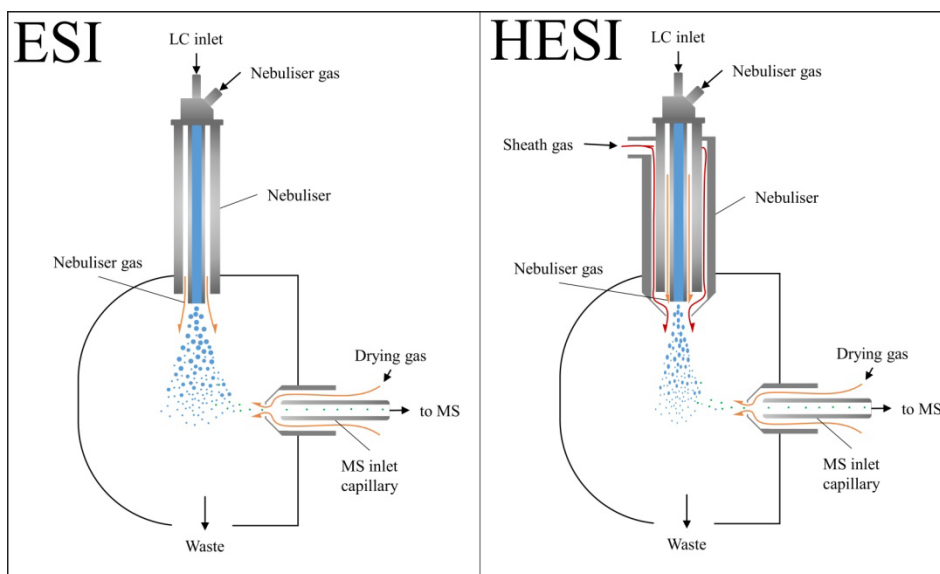 ESI
LC inlet
Nebuliser gas
Nebuliser
Nebuliser gas
Drying gas
to MS
MS inlet
capillary
Waste
HESI
LC inlet
Nebuliser gas
Sheath gas
Nebuliser
Nebuliser gas
Drying gas
to MS
MS inlet
capillary
Waste